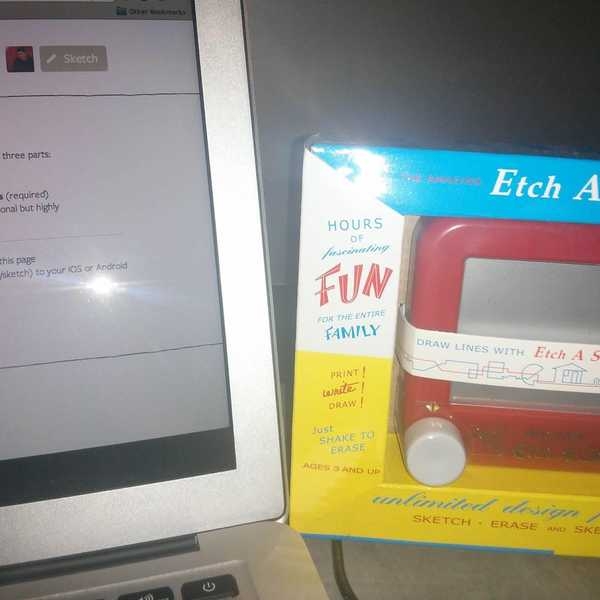 Other Bookmarks
Sketch
three parts:
s (required)
onal but highly
this page
/sketch) to your iOS or Android
THE AMAZING Etch A
HOURS
OF
fascinating
FUN
FOR THE ENTIRE
FAMILY
PRINT!
write!
DRAW!
Just
SHAKE TO
ERASE
AGES 3 AND UP
DRAW LINES WITH Etch A S
unlimited design
SKETCH · ERASE AND SKE